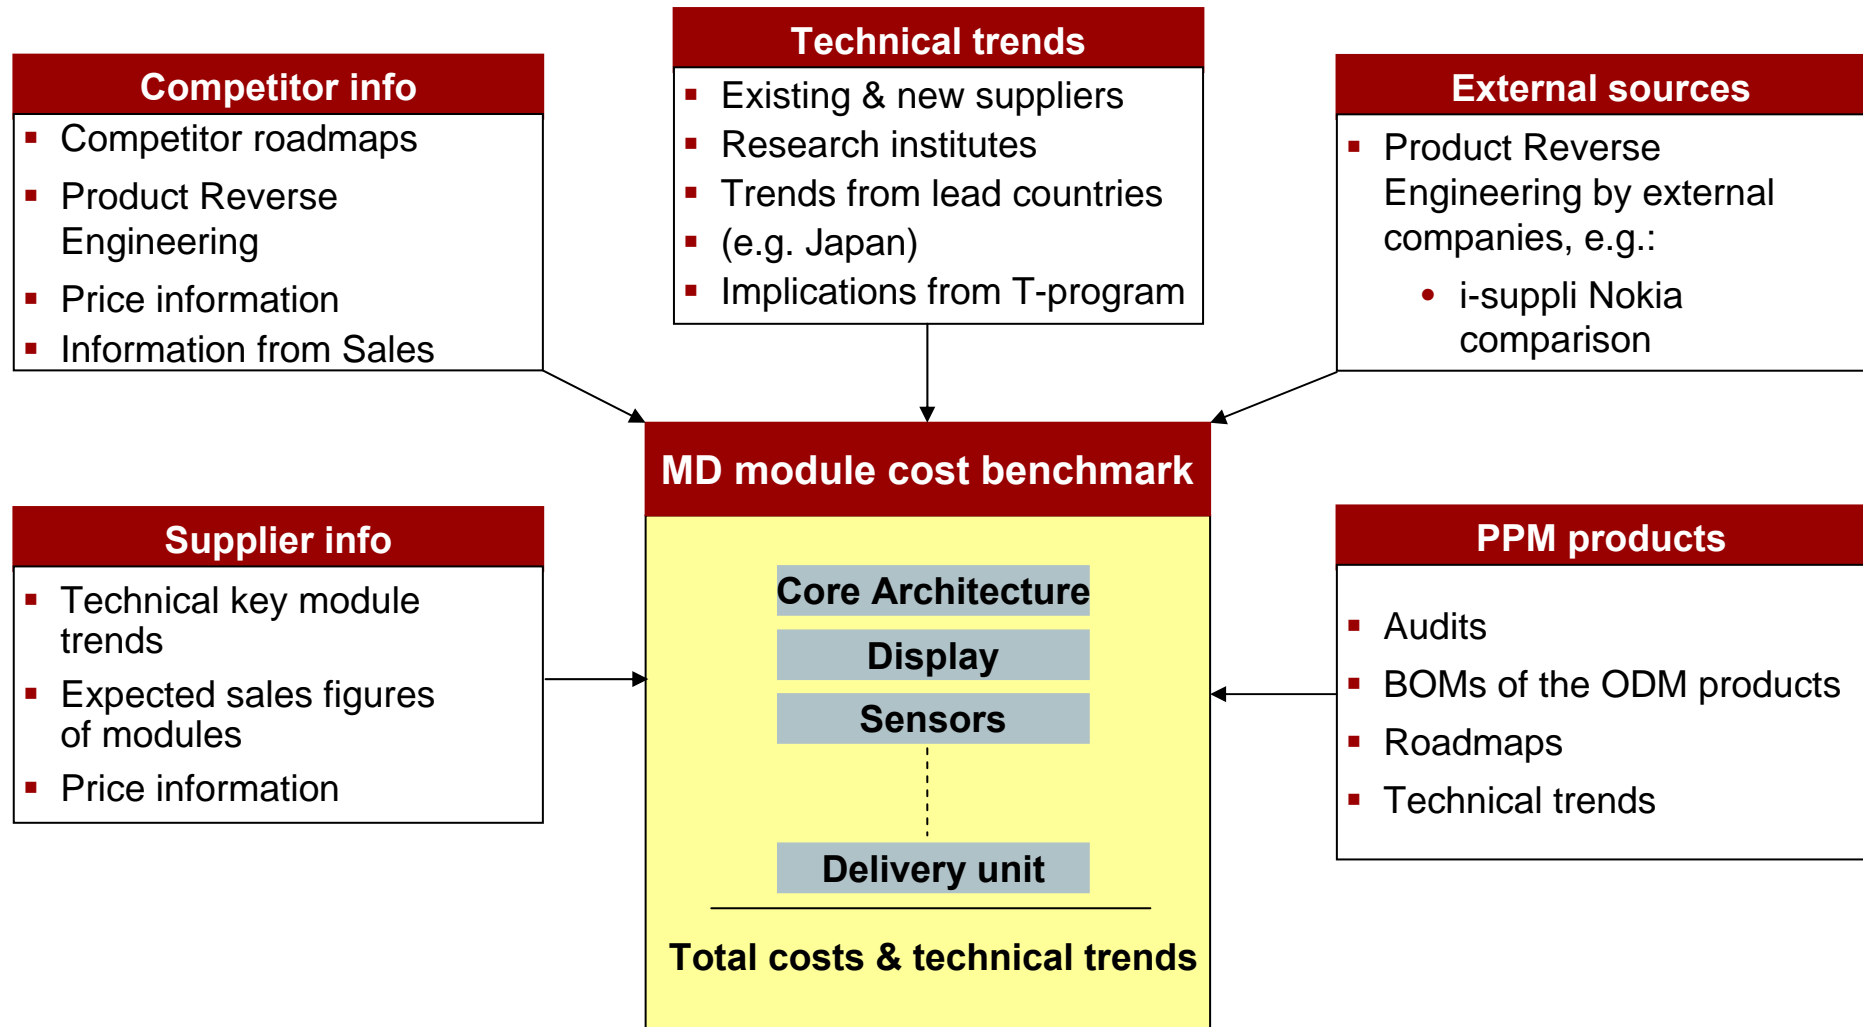 Competitor info
Competitor roadmaps
Product Reverse
Engineering
Price information
Information from Sales
Technical trends
Existing & new suppliers
Research institutes
Trends from lead countries
(e.g. Japan)
Implications from T-program
External sources
Product Reverse
Engineering by external
companies, e.g.:
i-suppli Nokia
comparison
Supplier info
Technical key module
trends
Expected sales figures
of modules
Price information
MD module cost benchmark
Core Architecture
Display
Sensors
Delivery unit
Total costs & technical trends
PPM products
Audits
BOMs of the ODM products
Roadmaps
Technical trends